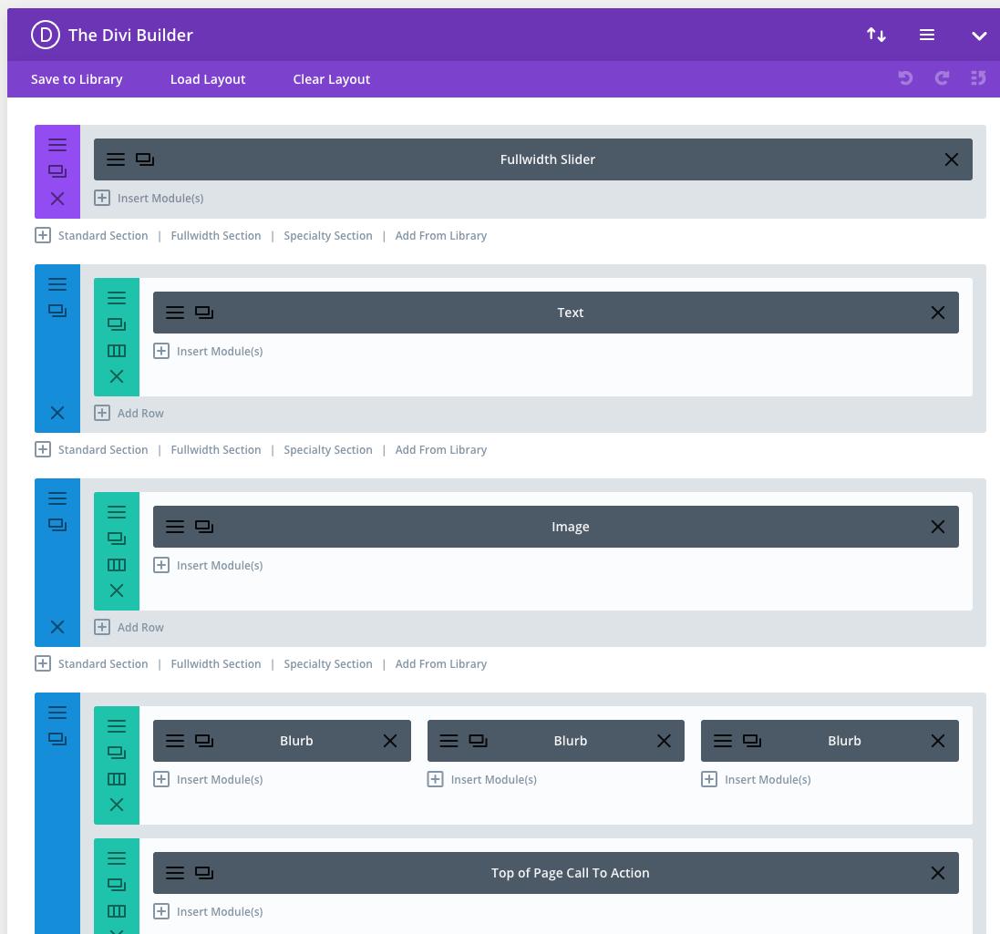 D The Divi Builder
Save to Library Load Layout Clear Layout
Fullwidth Slider
Insert Module(s)
Standard Section | Fullwidth Section | Specialty Section | Add From Library
Text
Insert Module(s)
Add Row
Standard Section | Fullwidth Section | Specialty Section | Add From Library
Image
Insert Module(s)
Add Row
Standard Section | Fullwidth Section | Specialty Section | Add From Library
Blurb Blurb Blurb
Insert Module(s) Insert Module(s) Insert Module(s)
Top of Page Call To Action
Insert Module(s)